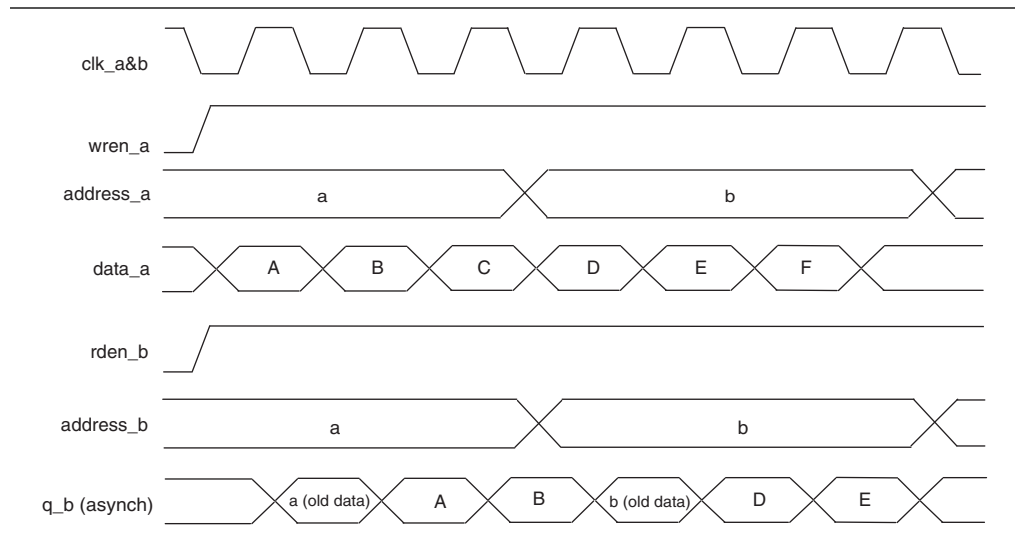 clk_a&b
wren_a
address_a a b
data_a A B C D E F
rden_b
address_b a b
q_b (asynch) a (old data) A B b (old data) D E